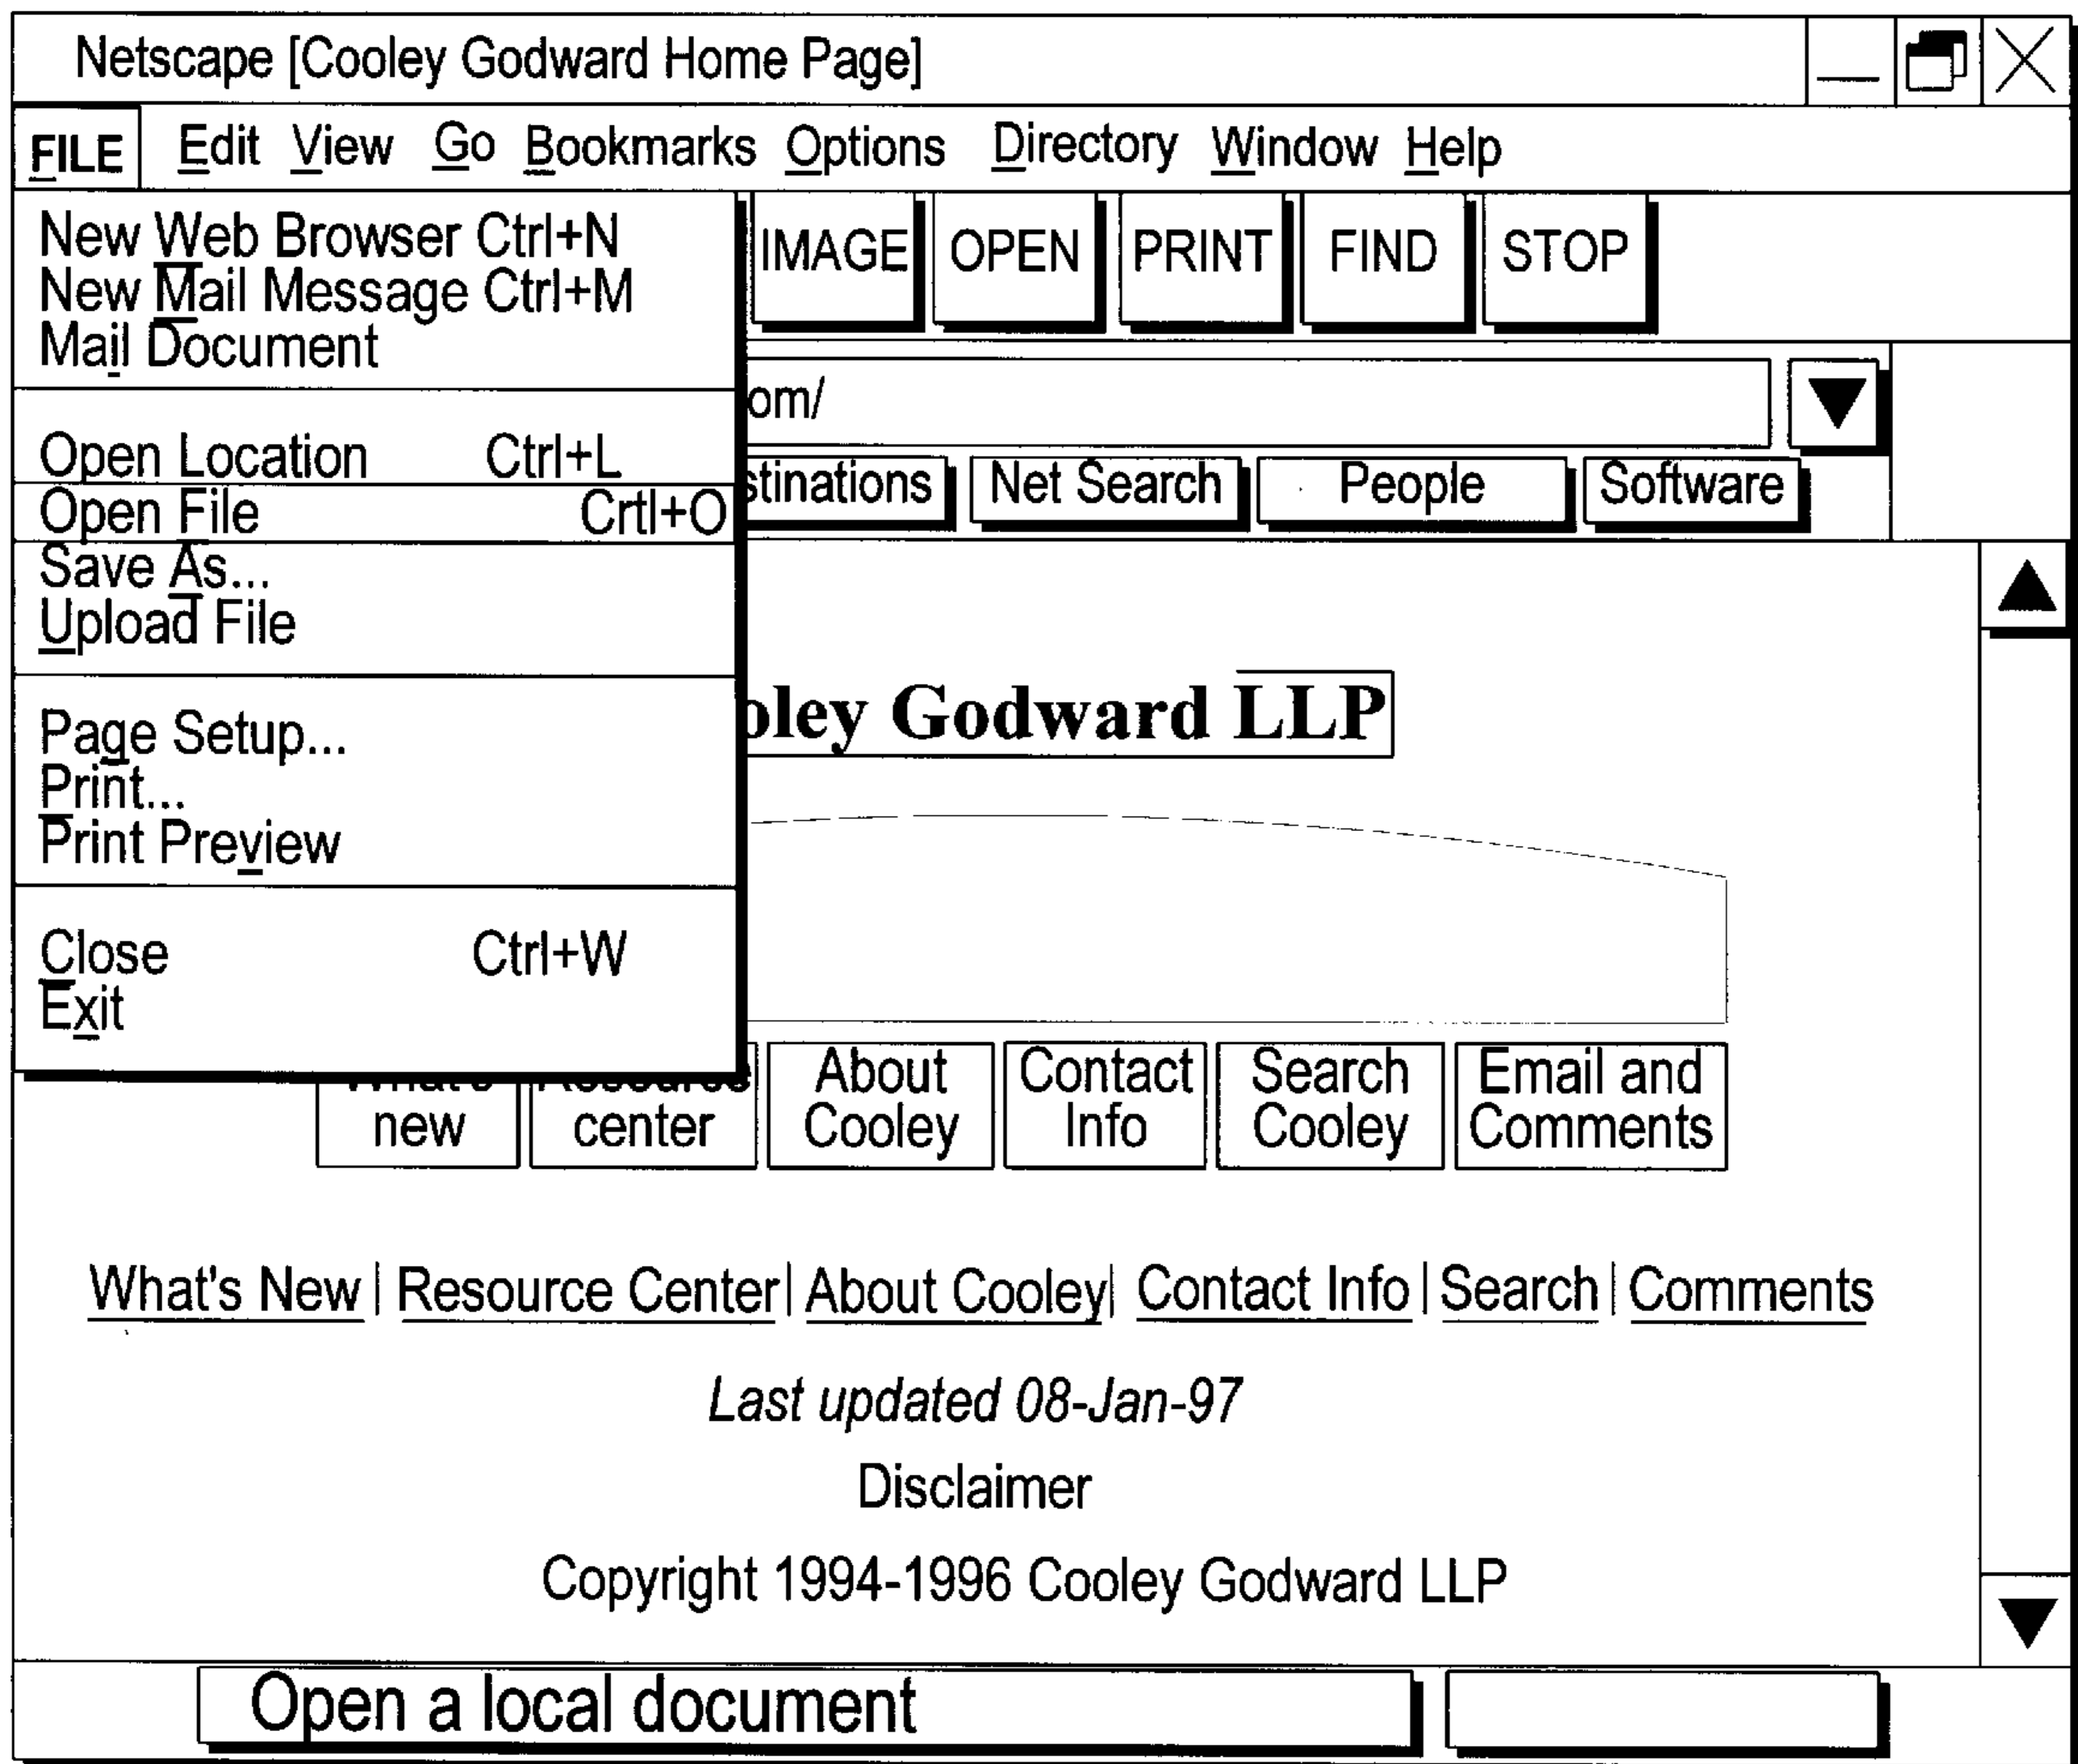 Netscape [Cooley Godward Home Page]
FILE Edit View Go Bookmarks Options Directory Window Help
New Web Browser Ctrl+N
New Mail Message Ctrl+M
Mail Document
Open Location Ctrl+L
Open File Crtl+O
Save As...
Upload File
Page Setup...
Print...
Print Preview
Close Ctrl+W
Exit
IMAGE OPEN PRINT FIND STOP
om/
stinations Net Search People Software
oley Godward LLP
What's new
Resource center
About Cooley
Contact Info
Search Cooley
Email and Comments
What's New | Resource Center | About Cooley | Contact Info | Search | Comments
Last updated 08-Jan-97
Disclaimer
Copyright 1994-1996 Cooley Godward LLP
Open a local document